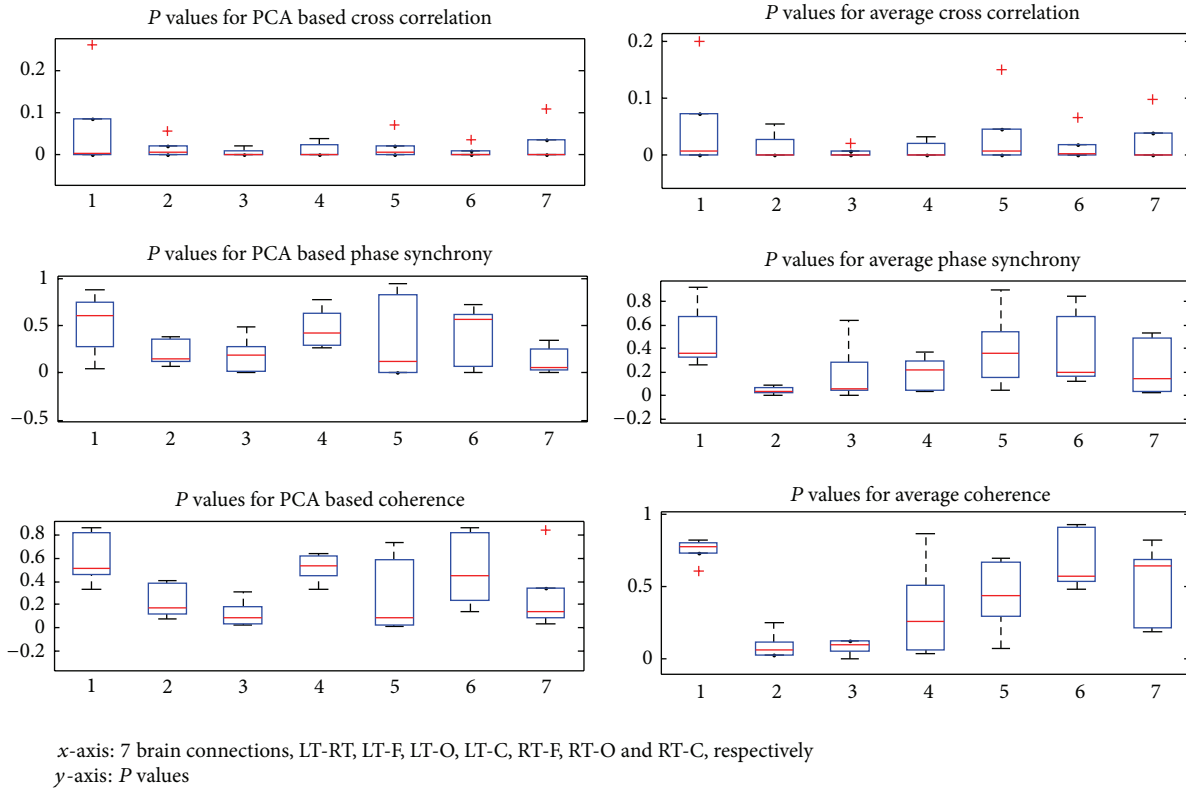 P values for PCA based cross correlation
0.2
0.1
0
1 2 3 4 5 6 7
P values for average cross correlation
0.2
0.1
0
1 2 3 4 5 6 7
P values for PCA based phase synchrony
1
0.5
0
−0.5
1 2 3 4 5 6 7
P values for average phase synchrony
0.8
0.6
0.4
0.2
0
−0.2
1 2 3 4 5 6 7
P values for PCA based coherence
0.8
0.6
0.4
0.2
0
−0.2
1 2 3 4 5 6 7
P values for average coherence
1
0.5
0
1 2 3 4 5 6 7
x-axis: 7 brain connections, LT-RT, LT-F, LT-O, LT-C, RT-F, RT-O and RT-C, respectively
y-axis: P values